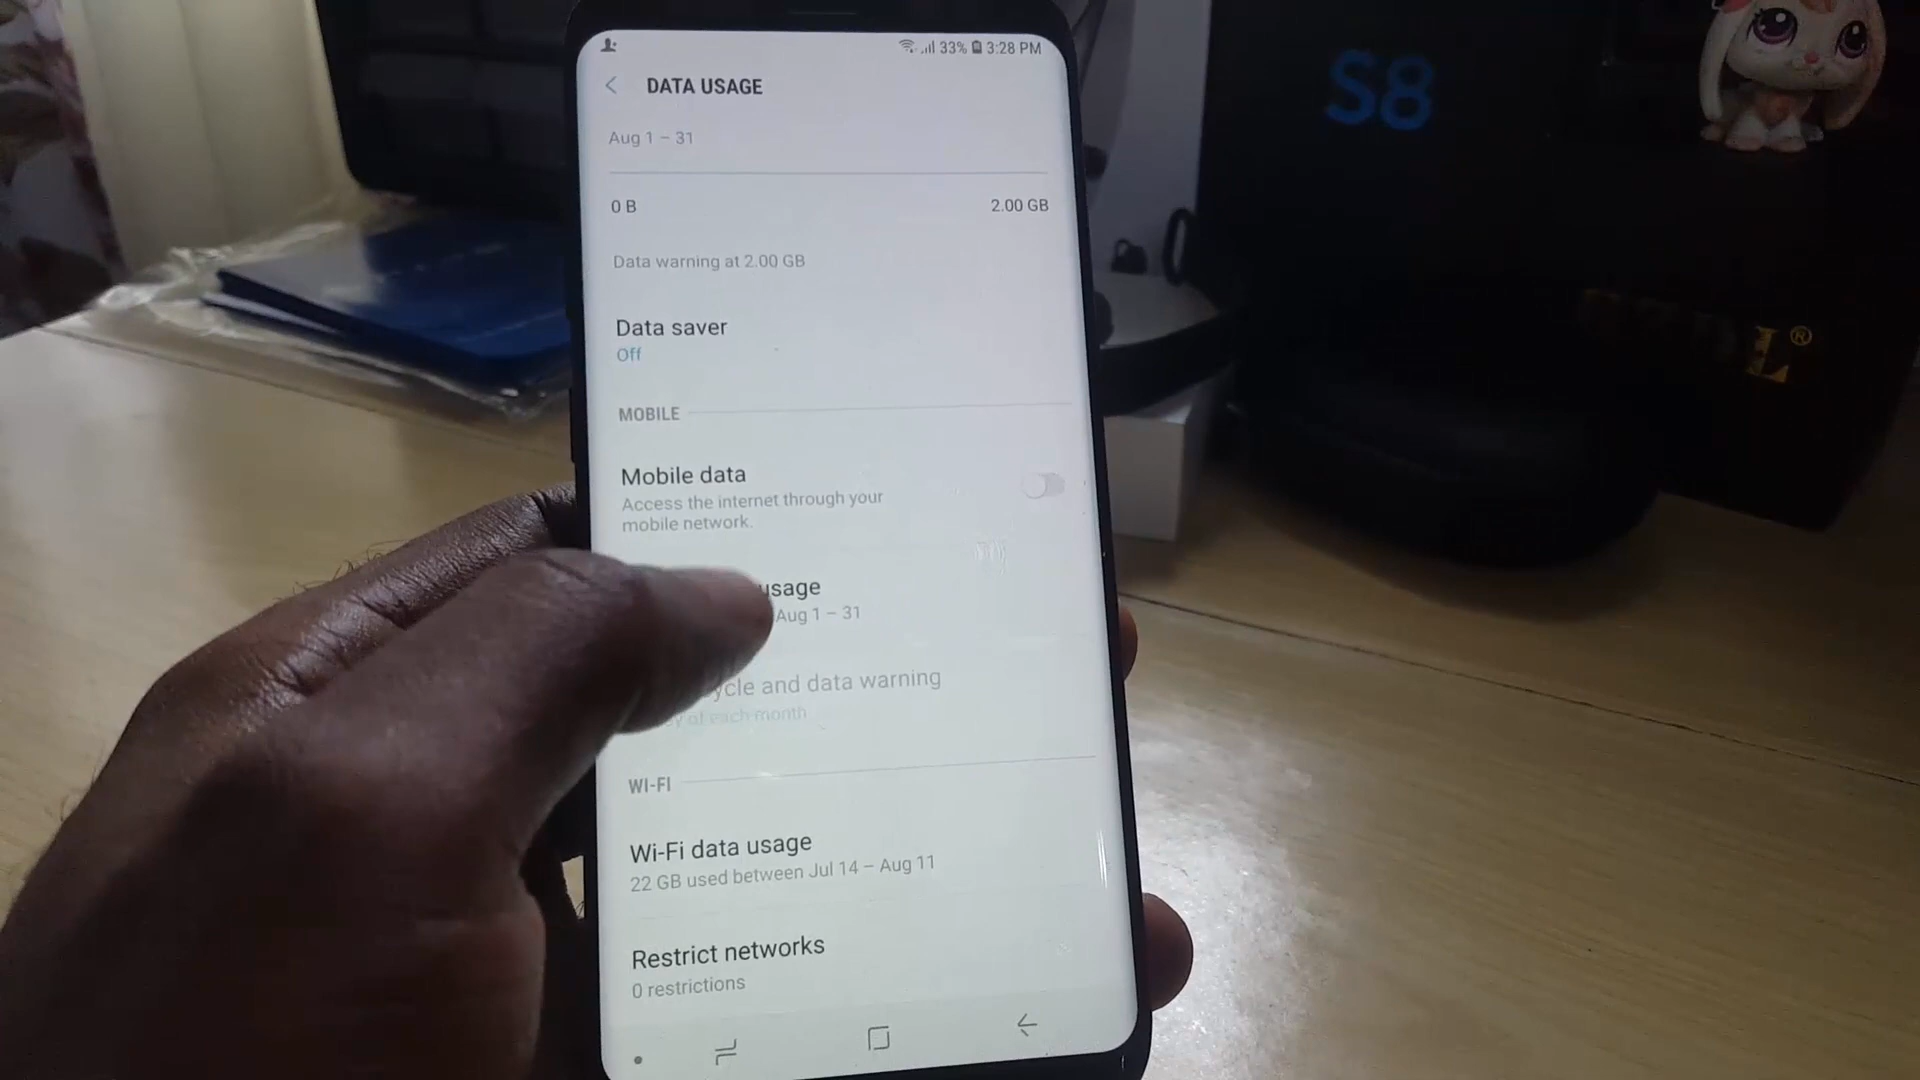 33% 3:28 PM
DATA USAGE
Aug 1 – 31
0 B 2.00 GB
Data warning at 2.00 GB
Data saver
Off
MOBILE
Mobile data
Access the internet through your
mobile network.
usage
Aug 1 – 31
and data warning
of each month
WI-FI
Wi-Fi data usage
22 GB used between Jul 14 – Aug 11
Restrict networks
0 restrictions
S8
L®